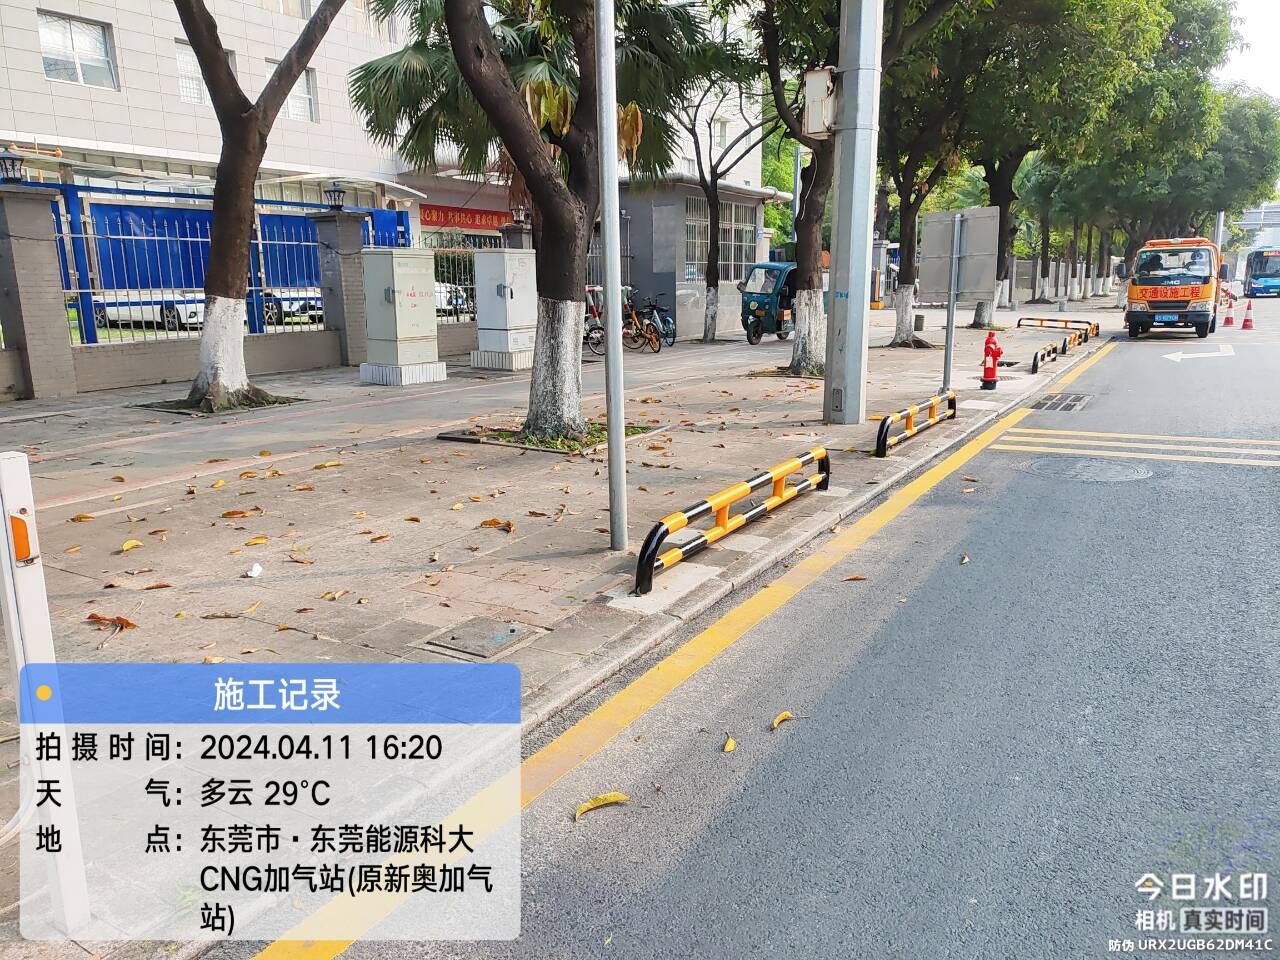 交通设施工程
JMC
施工记录
拍摄时间：2024.04.11 16:20
天气：多云 29°C
地点：东莞市·东莞能源科大
CNG加气站(原新奥加气
站)
今日水印
相机 真实时间
防伪 URX2UGB62DM41C